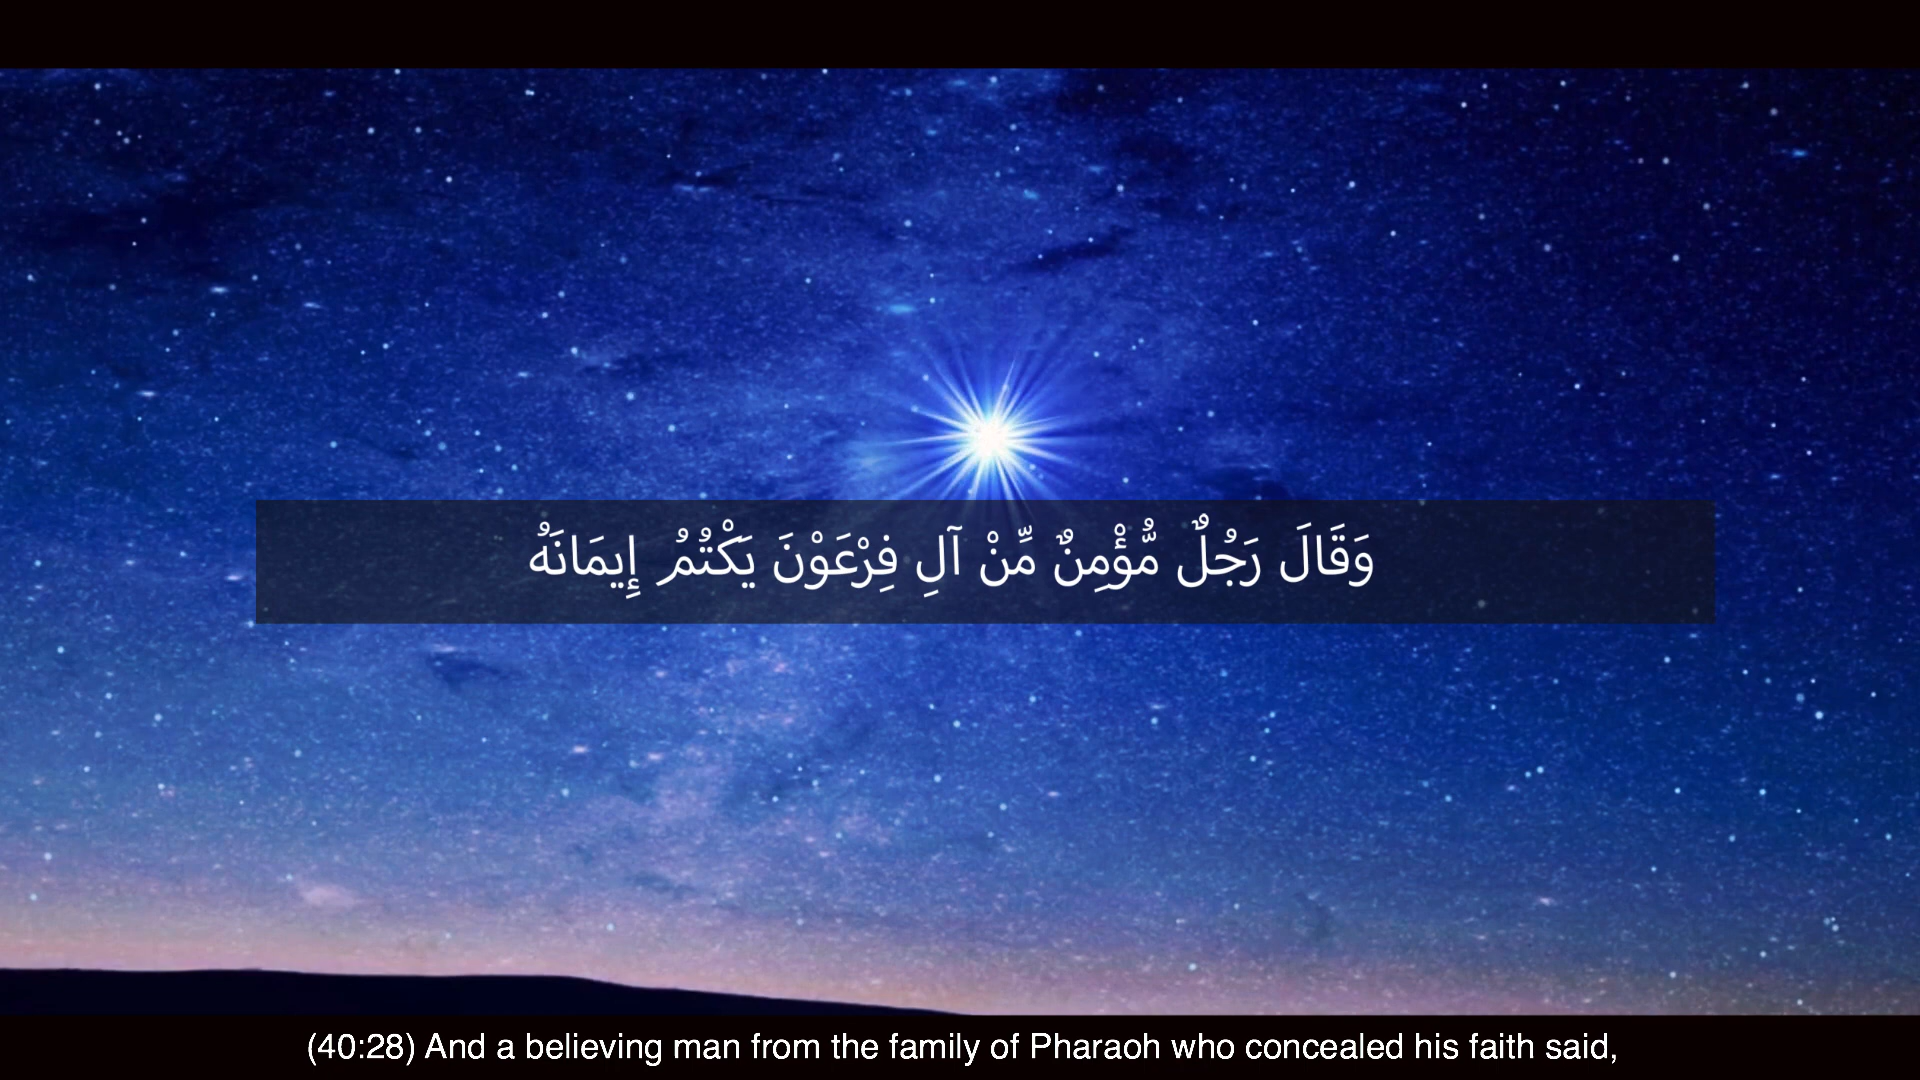 وَقَالَ رَجُلٌ مُّؤْمِنٌ مِّنْ آلِ فِرْعَوْنَ يَكْتُمُ إِيمَانَهُ
(40:28) And a believing man from the family of Pharaoh who concealed his faith said,